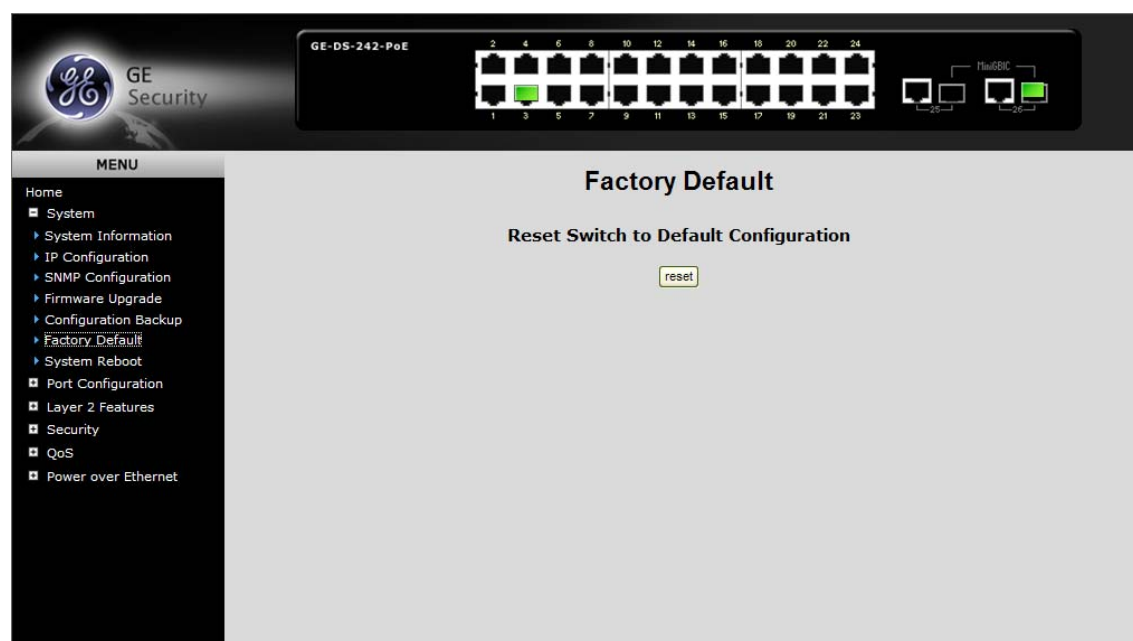 GE
Security
GE-DS-242-PoE
2 4 6 8 10 12 14 16 18 20 22 24
1 3 5 7 9 11 13 15 17 19 21 23
MiniGBIC
25 26
MENU
Home
System
System Information
IP Configuration
SNMP Configuration
Firmware Upgrade
Configuration Backup
Factory Default
System Reboot
Port Configuration
Layer 2 Features
Security
QoS
Power over Ethernet
Factory Default
Reset Switch to Default Configuration
reset